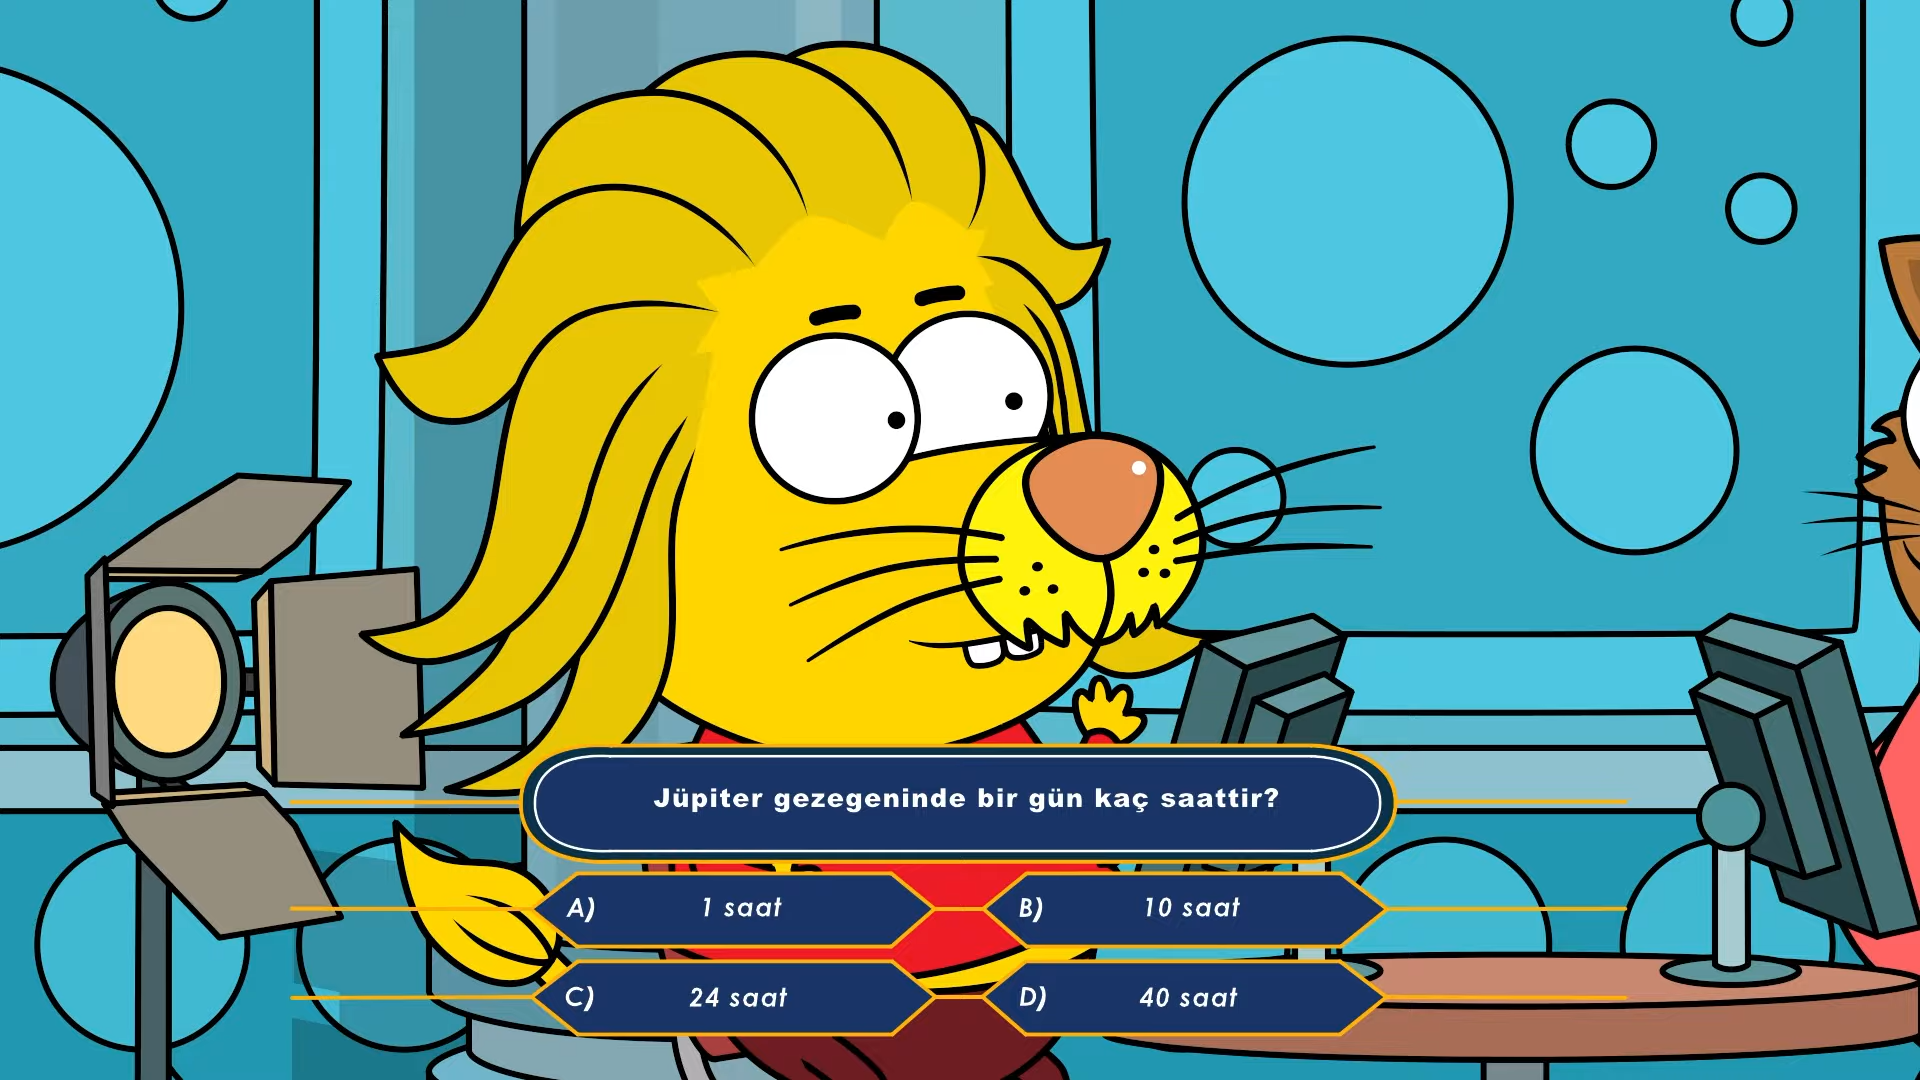 Jüpiter gezegeninde bir gün kaç saattir?
A) 1 saat
B) 10 saat
C) 24 saat
D) 40 saat